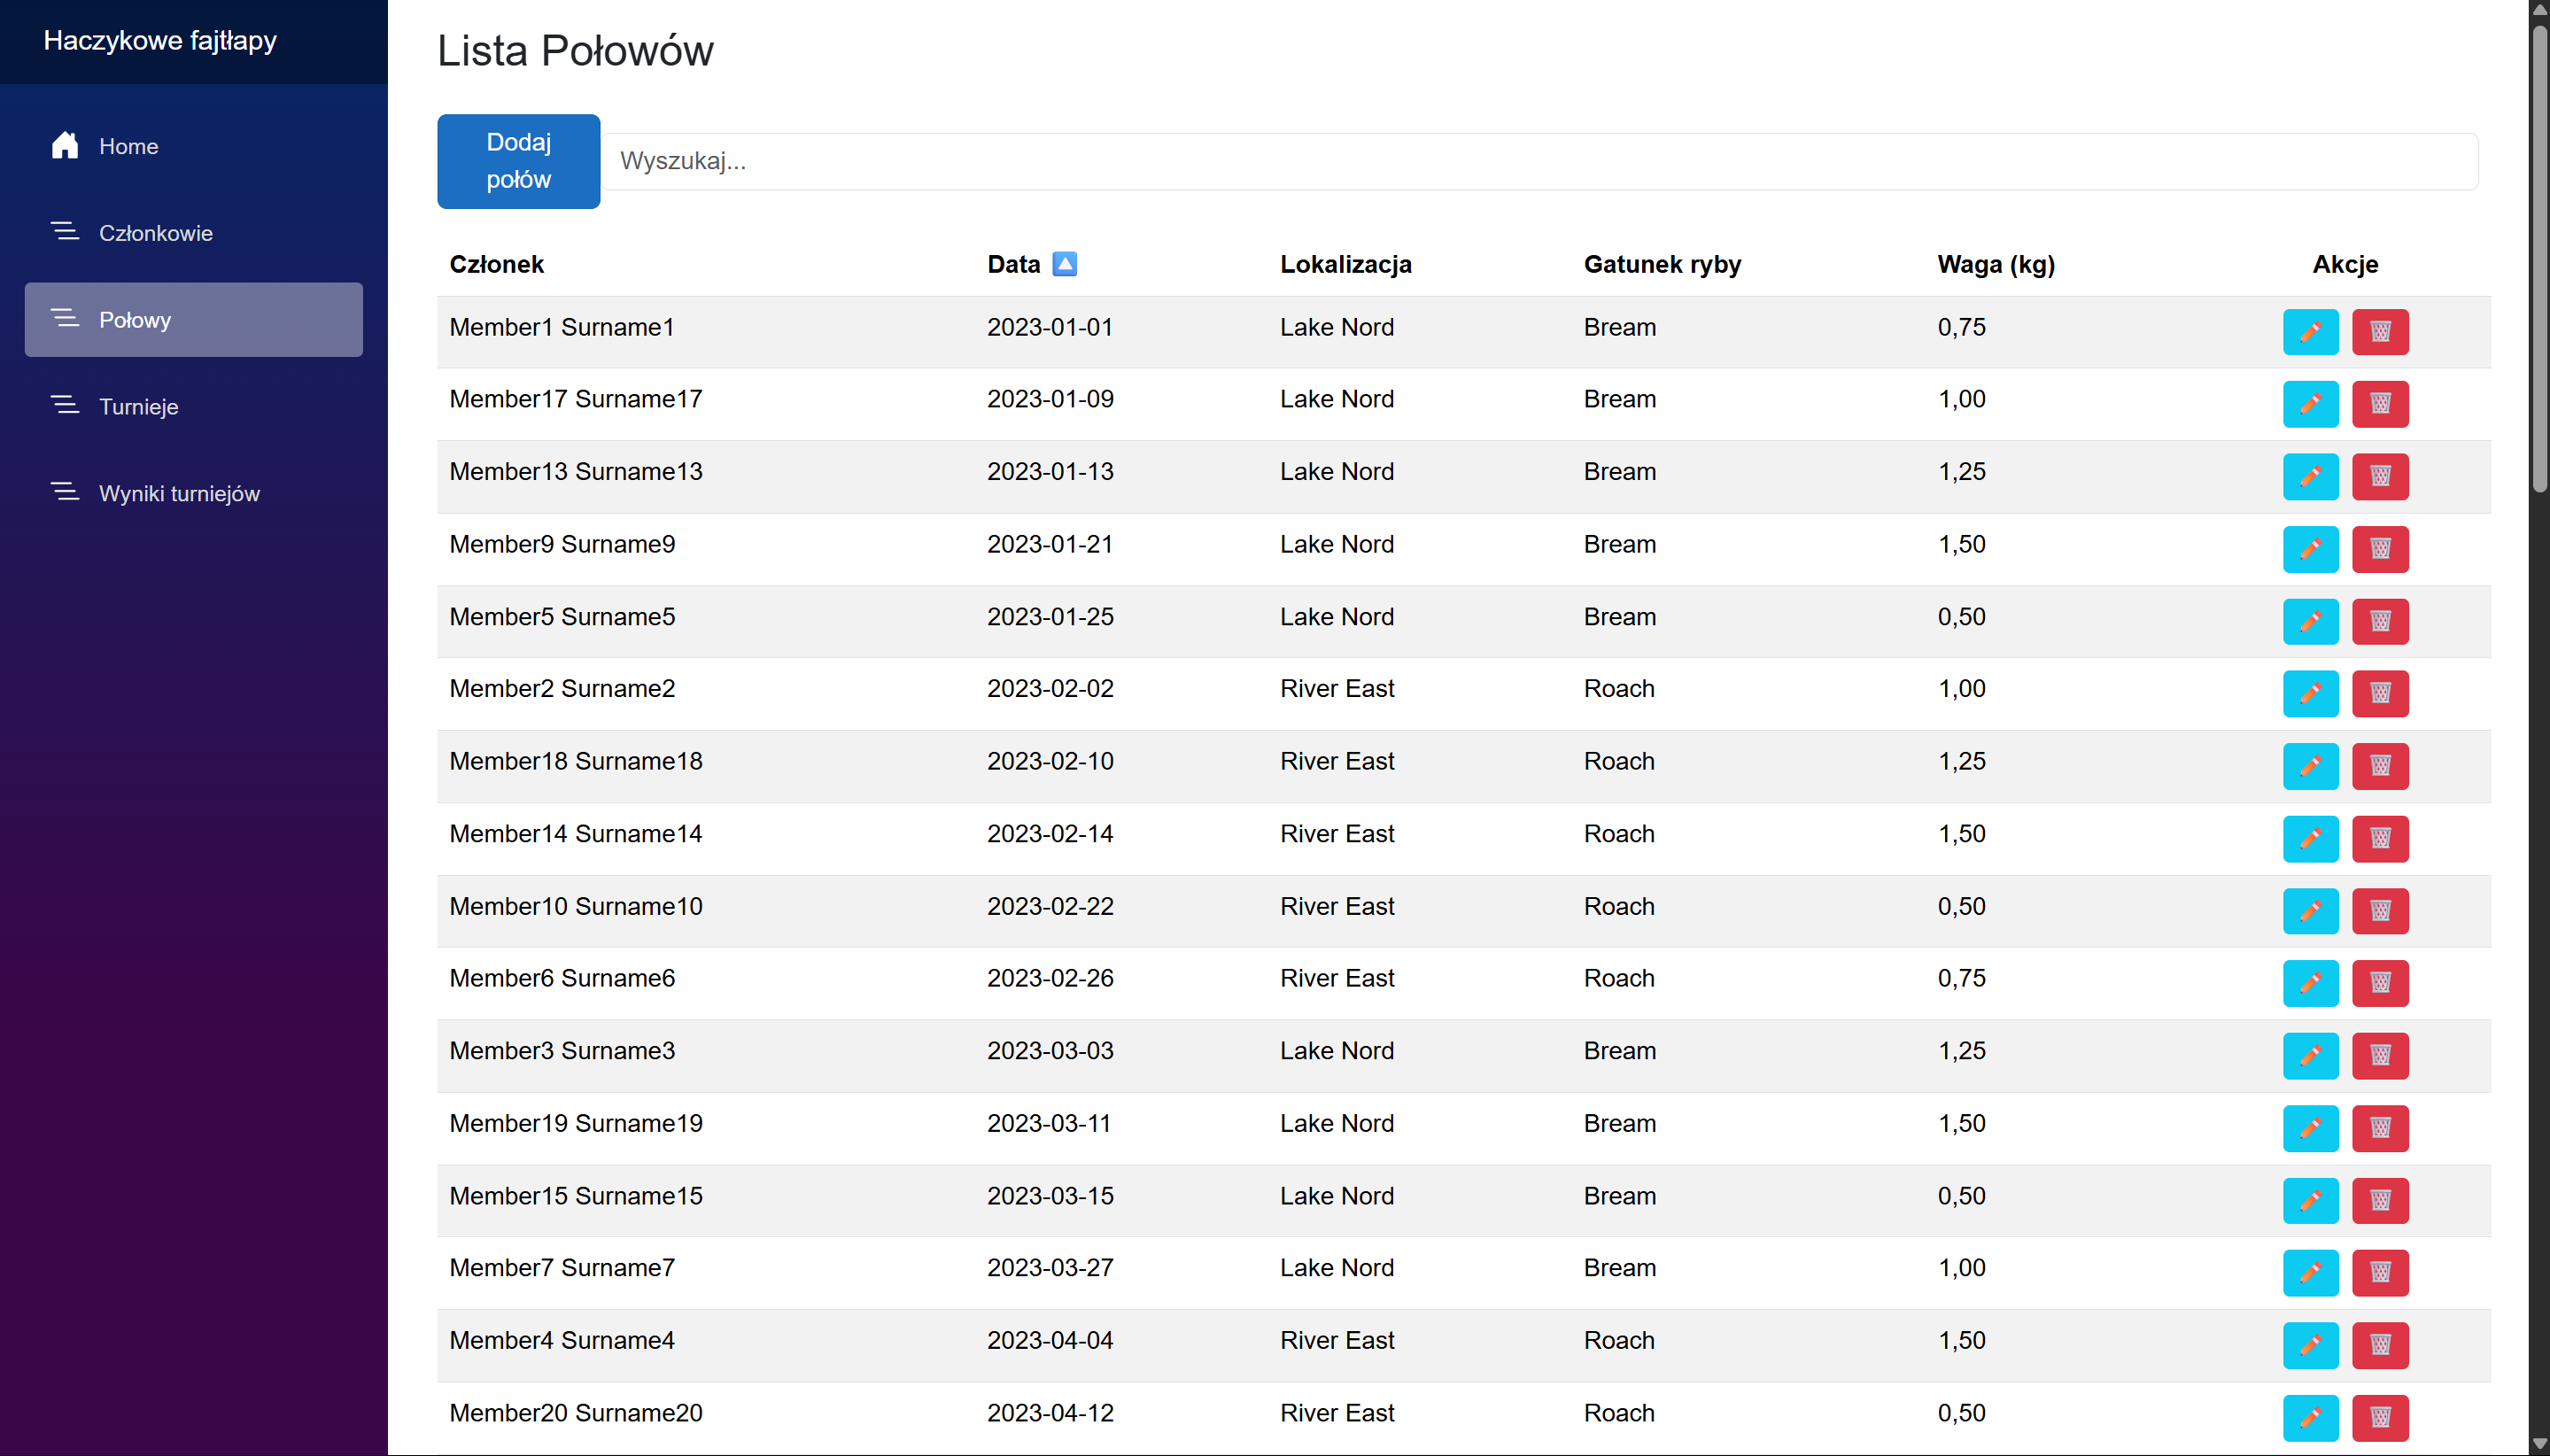 Haczykowe fajtłapy
Home
Członkowie
Połowy
Turnieje
Wyniki turniejów
Lista Połowów
Dodaj
połów
Wyszukaj...
Członek Data Lokalizacja Gatunek ryby Waga (kg) Akcje
Member1 Surname1 2023-01-01 Lake Nord Bream 0,75
Member17 Surname17 2023-01-09 Lake Nord Bream 1,00
Member13 Surname13 2023-01-13 Lake Nord Bream 1,25
Member9 Surname9 2023-01-21 Lake Nord Bream 1,50
Member5 Surname5 2023-01-25 Lake Nord Bream 0,50
Member2 Surname2 2023-02-02 River East Roach 1,00
Member18 Surname18 2023-02-10 River East Roach 1,25
Member14 Surname14 2023-02-14 River East Roach 1,50
Member10 Surname10 2023-02-22 River East Roach 0,50
Member6 Surname6 2023-02-26 River East Roach 0,75
Member3 Surname3 2023-03-03 Lake Nord Bream 1,25
Member19 Surname19 2023-03-11 Lake Nord Bream 1,50
Member15 Surname15 2023-03-15 Lake Nord Bream 0,50
Member7 Surname7 2023-03-27 Lake Nord Bream 1,00
Member4 Surname4 2023-04-04 River East Roach 1,50
Member20 Surname20 2023-04-12 River East Roach 0,50